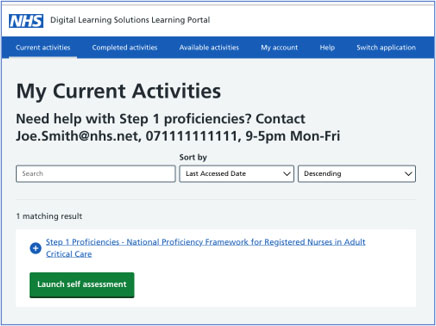 NHS Digital Learning Solutions Learning Portal
Current activities Completed activities Available activities My account Help Switch application
My Current Activities
Need help with Step 1 proficiencies? Contact
Joe.Smith@nhs.net, 071111111111, 9-5pm Mon-Fri
Sort by
Search Last Accessed Date Descending
1 matching result
Step 1 Proficiencies - National Proficiency Framework for Registered Nurses in Adult
Critical Care
Launch self assessment